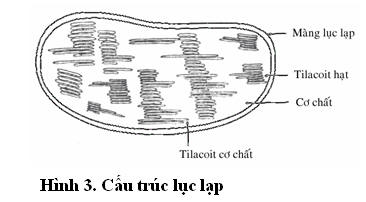 Màng lục lạp
Tilacoit hạt
Cơ chất
Tilacoit cơ chất
Hình 3. Cấu trúc lục lạp